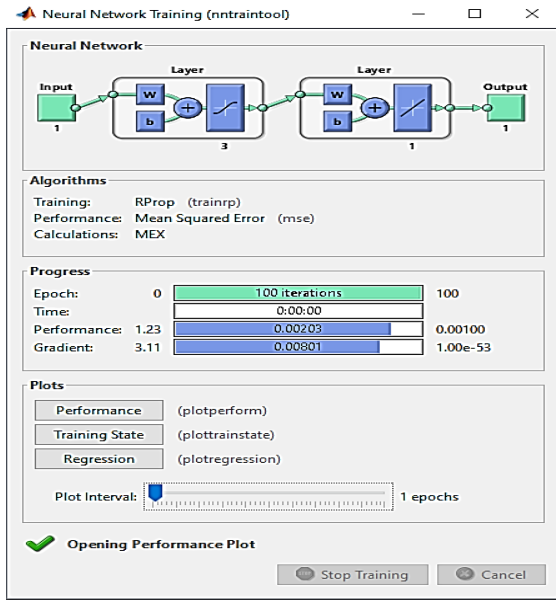 Neural Network Training (nntraintool)
Neural Network
Layer Layer
Input Output
W W
b b
1 3 1 1
Algorithms
Training: RProp (trainrp)
Performance: Mean Squared Error (mse)
Calculations: MEX
Progress
Epoch: 0 100 iterations 100
Time: 0:00:00
Performance: 1.23 0.00203 0.00100
Gradient: 3.11 0.00801 1.00e-53
Plots
Performance (plotperform)
Training State (plottrainstate)
Regression (plotregression)
Plot Interval: 1 epochs
Opening Performance Plot
Stop Training Cancel